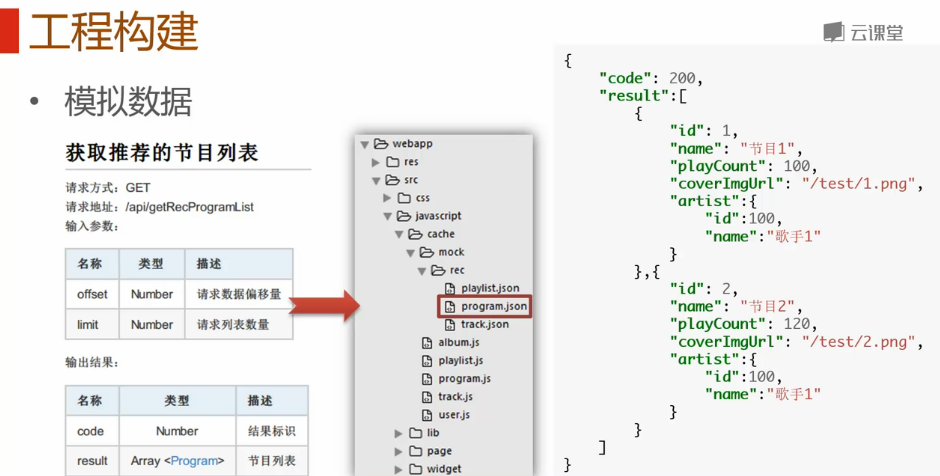 工程构建
云课堂
• 模拟数据
获取推荐的节目列表
请求方式：GET
请求地址：/api/getRecProgramList
输入参数：
名称 类型 描述
offset Number 请求数据偏移量
limit Number 请求列表数量
输出结果：
名称 类型 描述
code Number 结果标识
result Array <Program> 节目列表
webapp
res
src
css
javascript
cache
mock
rec
playlist.json
program.json
track.json
album.js
playlist.js
program.js
track.js
user.js
lib
page
widget
{
"code": 200,
"result":[
{
"id": 1,
"name": "节目1",
"playCount": 100,
"coverImgUrl": "/test/1.png",
"artist":{
"id":100,
"name":"歌手1"
}
},{
"id": 2,
"name": "节目2",
"playCount": 120,
"coverImgUrl": "/test/2.png",
"artist":{
"id":100,
"name":"歌手1"
}
}
]
}